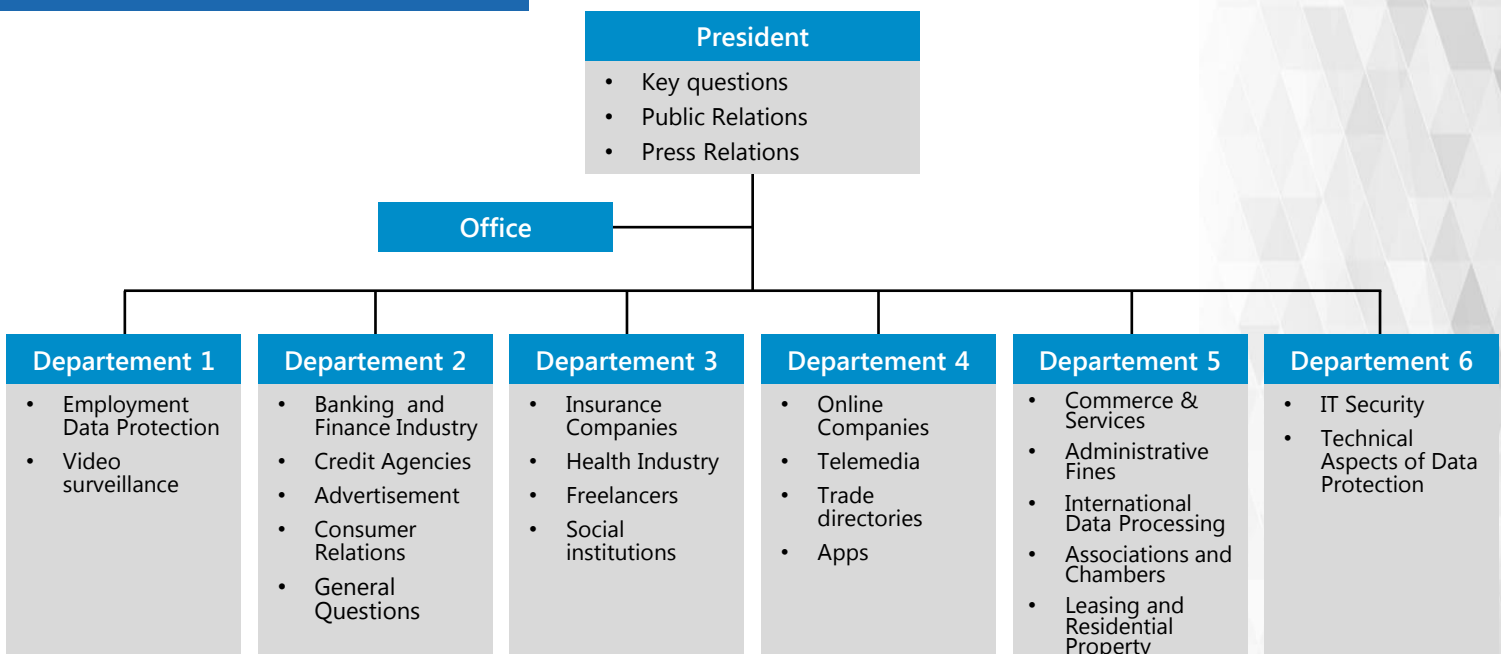 President
• Key questions
• Public Relations
• Press Relations
Office
Departement 1
• Employment
Data Protection
• Video
surveillance
Departement 2
• Banking and
Finance Industry
• Credit Agencies
• Advertisement
• Consumer
Relations
• General
Questions
Departement 3
• Insurance
Companies
• Health Industry
• Freelancers
• Social
institutions
Departement 4
• Online
Companies
• Telemedia
• Trade
directories
• Apps
Departement 5
• Commerce &
Services
• Administrative
Fines
• International
Data Processing
• Associations and
Chambers
• Leasing and
Residential
Property
Departement 6
• IT Security
• Technical
Aspects of Data
Protection